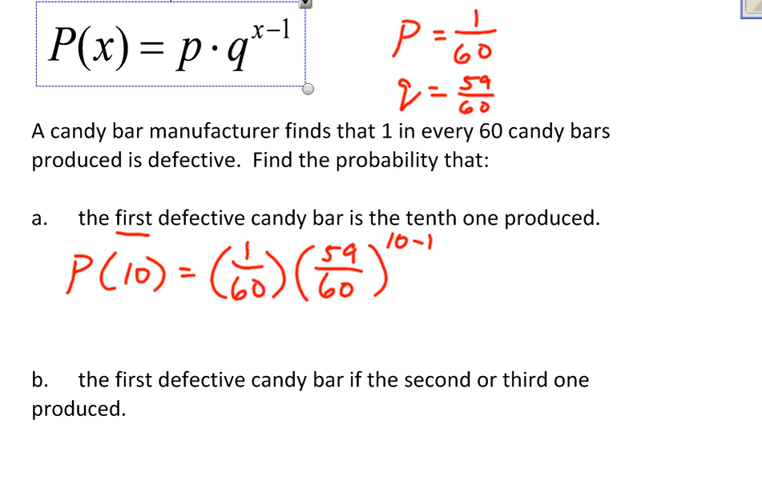 P(x) = p · q^{x-1}
P = 1/60
q = 59/60
A candy bar manufacturer finds that 1 in every 60 candy bars
produced is defective. Find the probability that:
a. the first defective candy bar is the tenth one produced.
P(10) = (1/60)(59/60)^{10-1}
b. the first defective candy bar if the second or third one
produced.